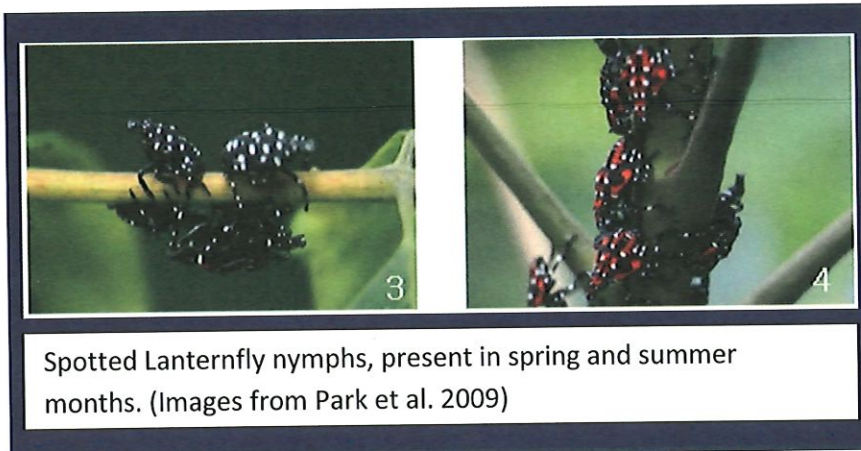 3
4
Spotted Lanternfly nymphs, present in spring and summer
months. (Images from Park et al. 2009)